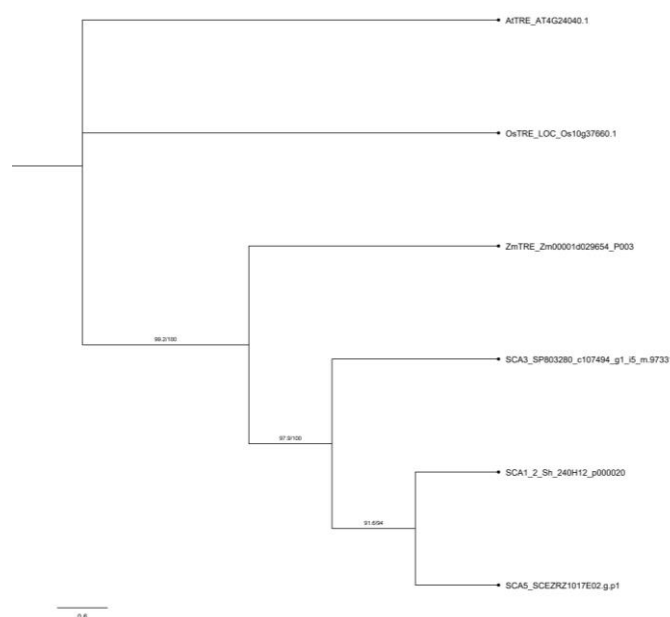 AtTRE_AT4G24040.1
OsTRE_LOC_Os10g37660.1
ZmTRE_Zm00001d029654_P003
99.2/100
SCA3_SP803280_c107494_g1_i5_m.9733
97.9/100
SCA1_2_Sh_240H12_p000020
91.6/94
SCA5_SCEZRZ1017E02.g.p1